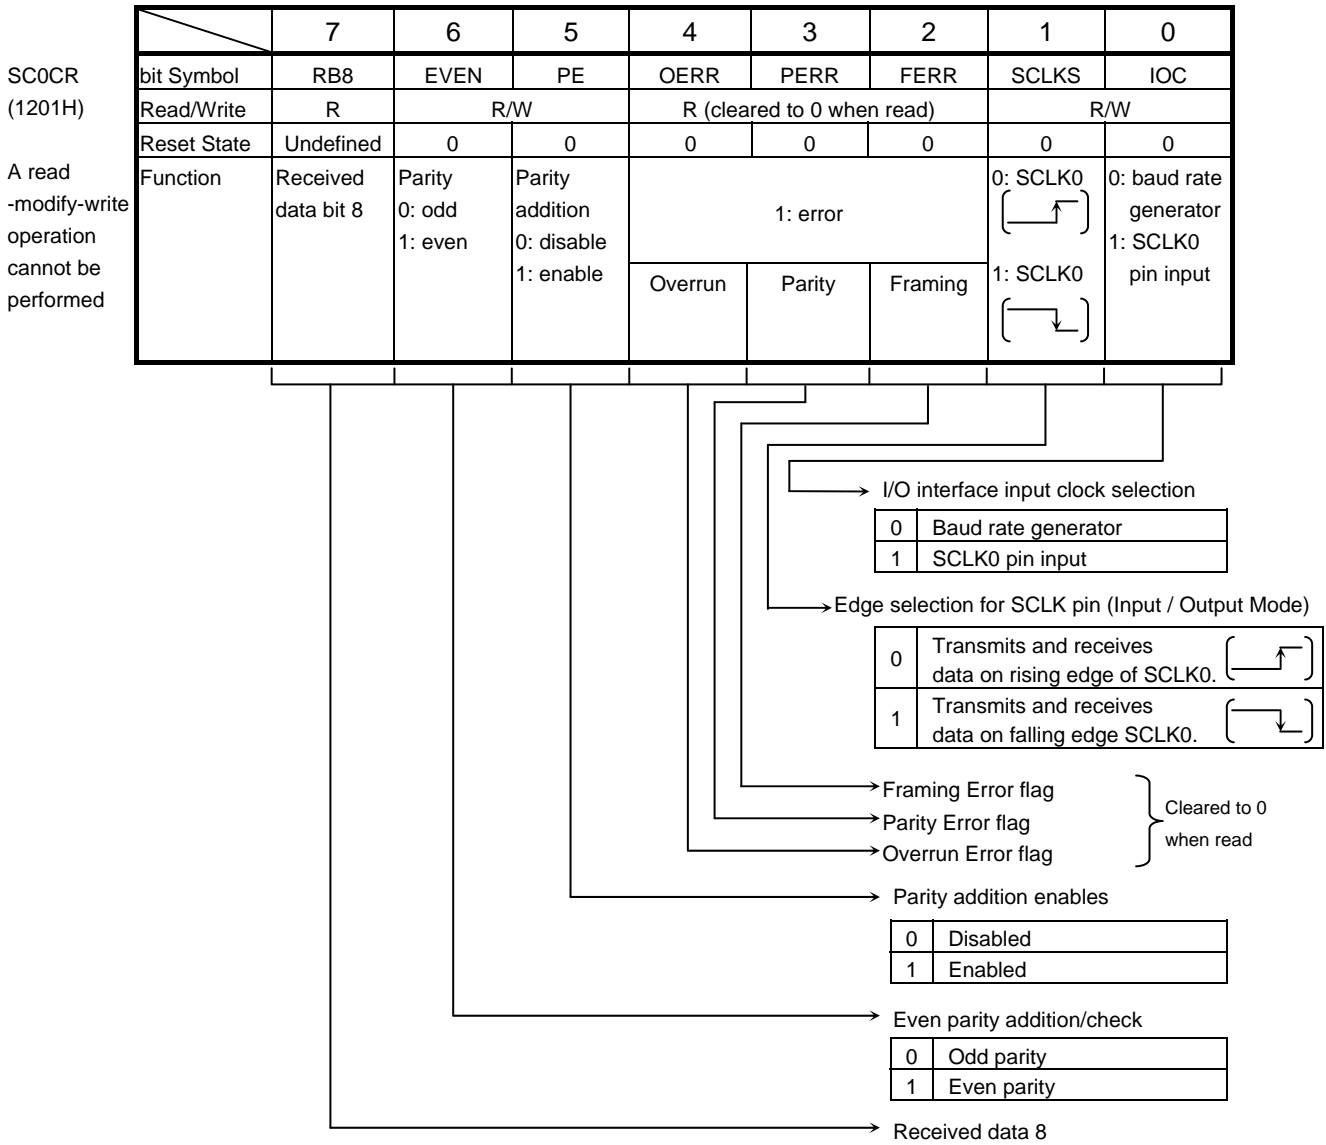 7 6 5 4 3 2 1 0
SC0CR
(1201H)
A read
-modify-write
operation
cannot be
performed
bit Symbol RB8 EVEN PE OERR PERR FERR SCLKS IOC
Read/Write R R/W R (cleared to 0 when read) R/W
Reset State Undefined 0 0 0 0 0 0 0
Function
Received
data bit 8
Parity
0: odd
1: even
Parity
addition
0: disable
1: enable
1: error
Overrun Parity Framing
0: SCLK0
1: SCLK0
0: baud rate
generator
1: SCLK0
pin input
I/O interface input clock selection
0 Baud rate generator
1 SCLK0 pin input
Edge selection for SCLK pin (Input / Output Mode)
0 Transmits and receives
data on rising edge of SCLK0.
1 Transmits and receives
data on falling edge SCLK0.
Framing Error flag
Parity Error flag
Overrun Error flag
Cleared to 0
when read
Parity addition enables
0 Disabled
1 Enabled
Even parity addition/check
0 Odd parity
1 Even parity
Received data 8